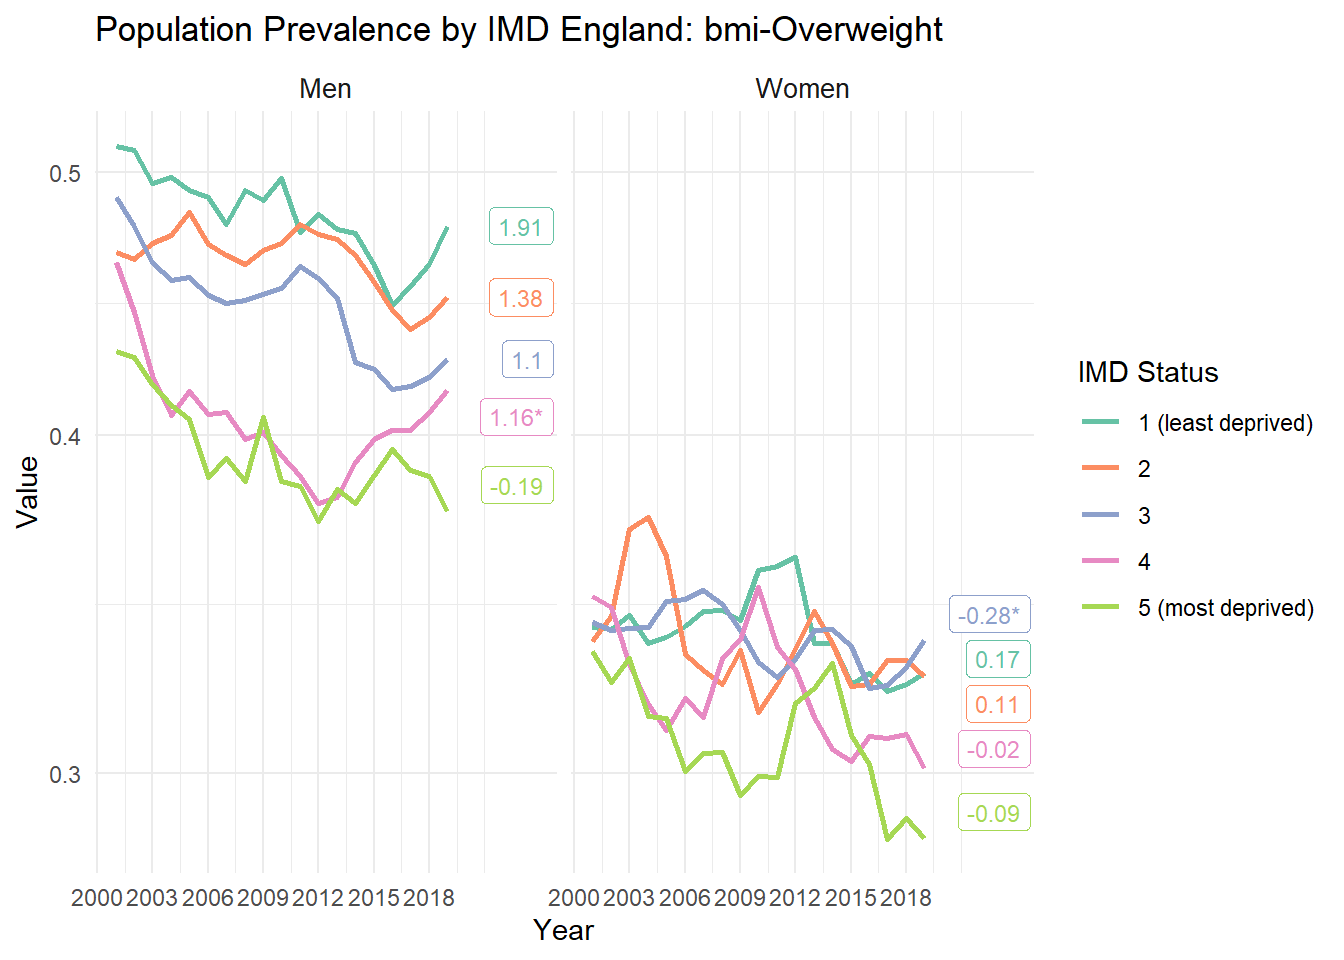 Population Prevalence by IMD England: bmi-Overweight
Men
Women
0.5
0.4
0.3
Value
1.91
1.38
1.1
1.16*
-0.19
-0.28*
0.17
0.11
-0.02
-0.09
2000 2003 2006 2009 2012 2015 2018
2000 2003 2006 2009 2012 2015 2018
Year
IMD Status
1 (least deprived)
2
3
4
5 (most deprived)